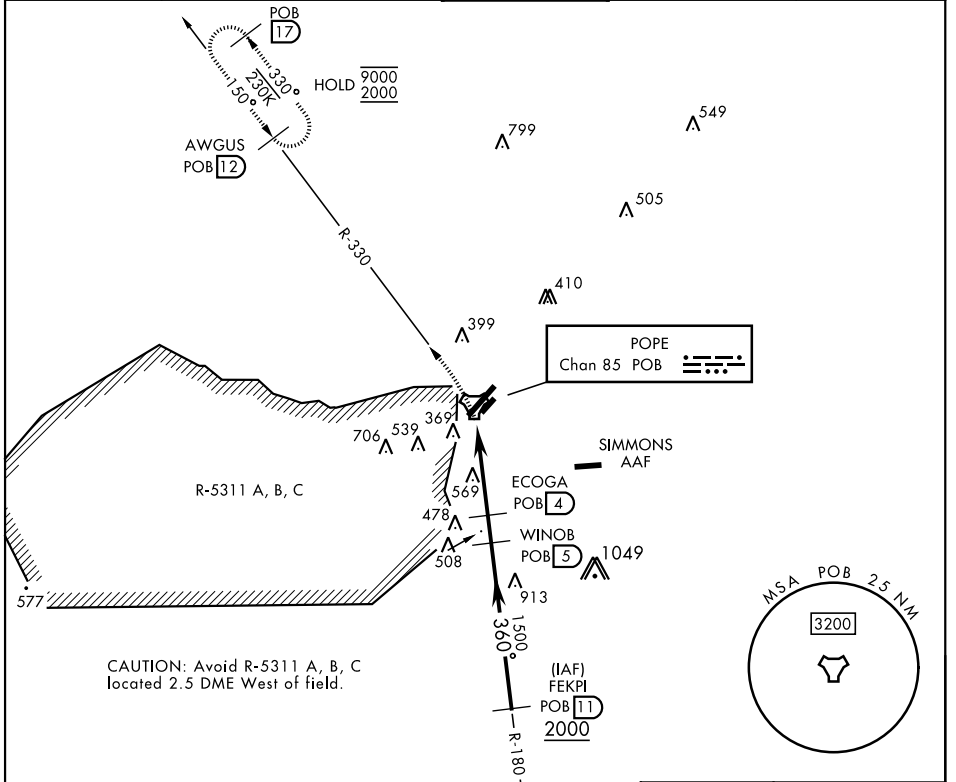 POB
17
HOLD 9000
2000
330°
230K
150°
AWGUS
POB 12
799
549
505
R-330
410
399
POPE
Chan 85 POB
369
706
539
SIMMONS
AAF
R-5311 A, B, C
569
ECOGA
POB 4
478
WINOB
POB 5
508
1049
577
913
MSA POB 25 NM
3200
1500
360°
CAUTION: Avoid R-5311 A, B, C
located 2.5 DME West of field.
(IAF)
FEKPI
POB 11
2000
R-180